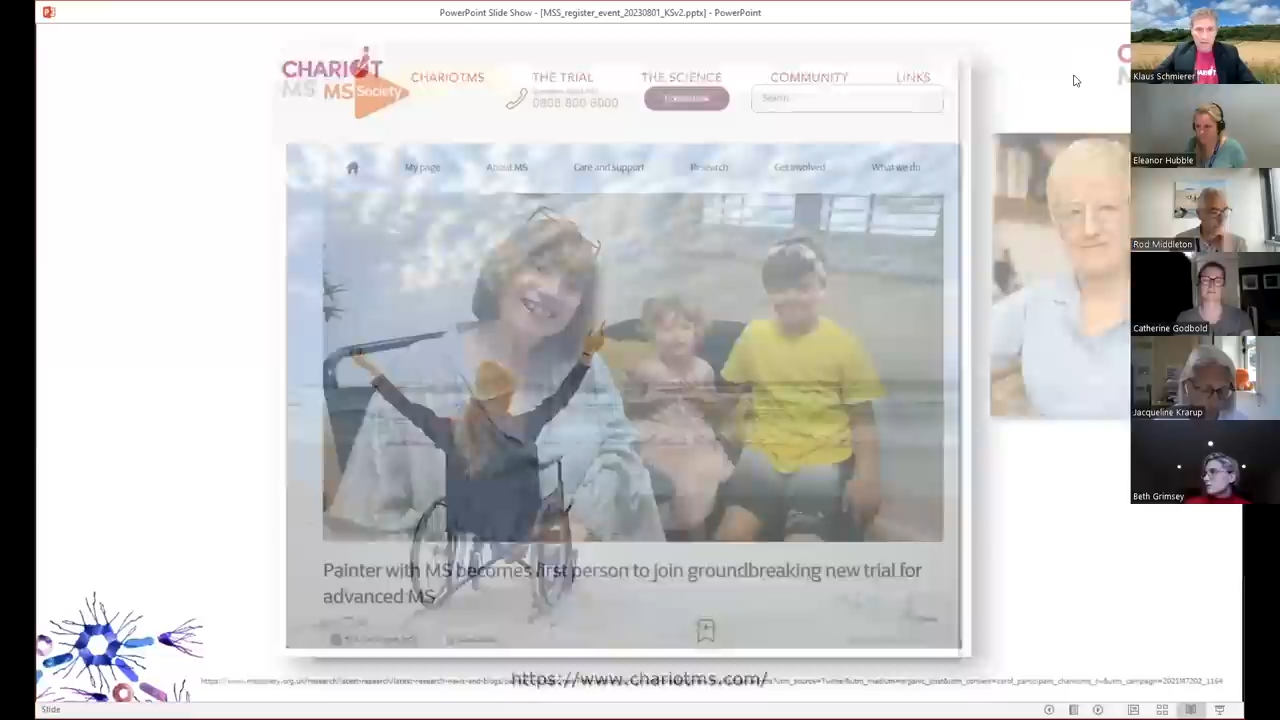 PowerPoint Slide Show - [MSS_register_event_20230801_KSv2.pptx] - PowerPoint
CHARIOT
MS
MS Society
CHARIOTMS
THE TRIAL
THE SCIENCE
COMMUNITY
LINKS
0808 800 8000
Search
My page
About MS
Care and support
Research
Get involved
What we do
Painter with MS becomes first person to join groundbreaking new trial for
advanced MS
https://www.chariotms.com/
Klaus Schmierer
Eleanor Hubble
Rod Middleton
Catherine Godbold
Jacqueline Krarup
Beth Grimsey
Slide